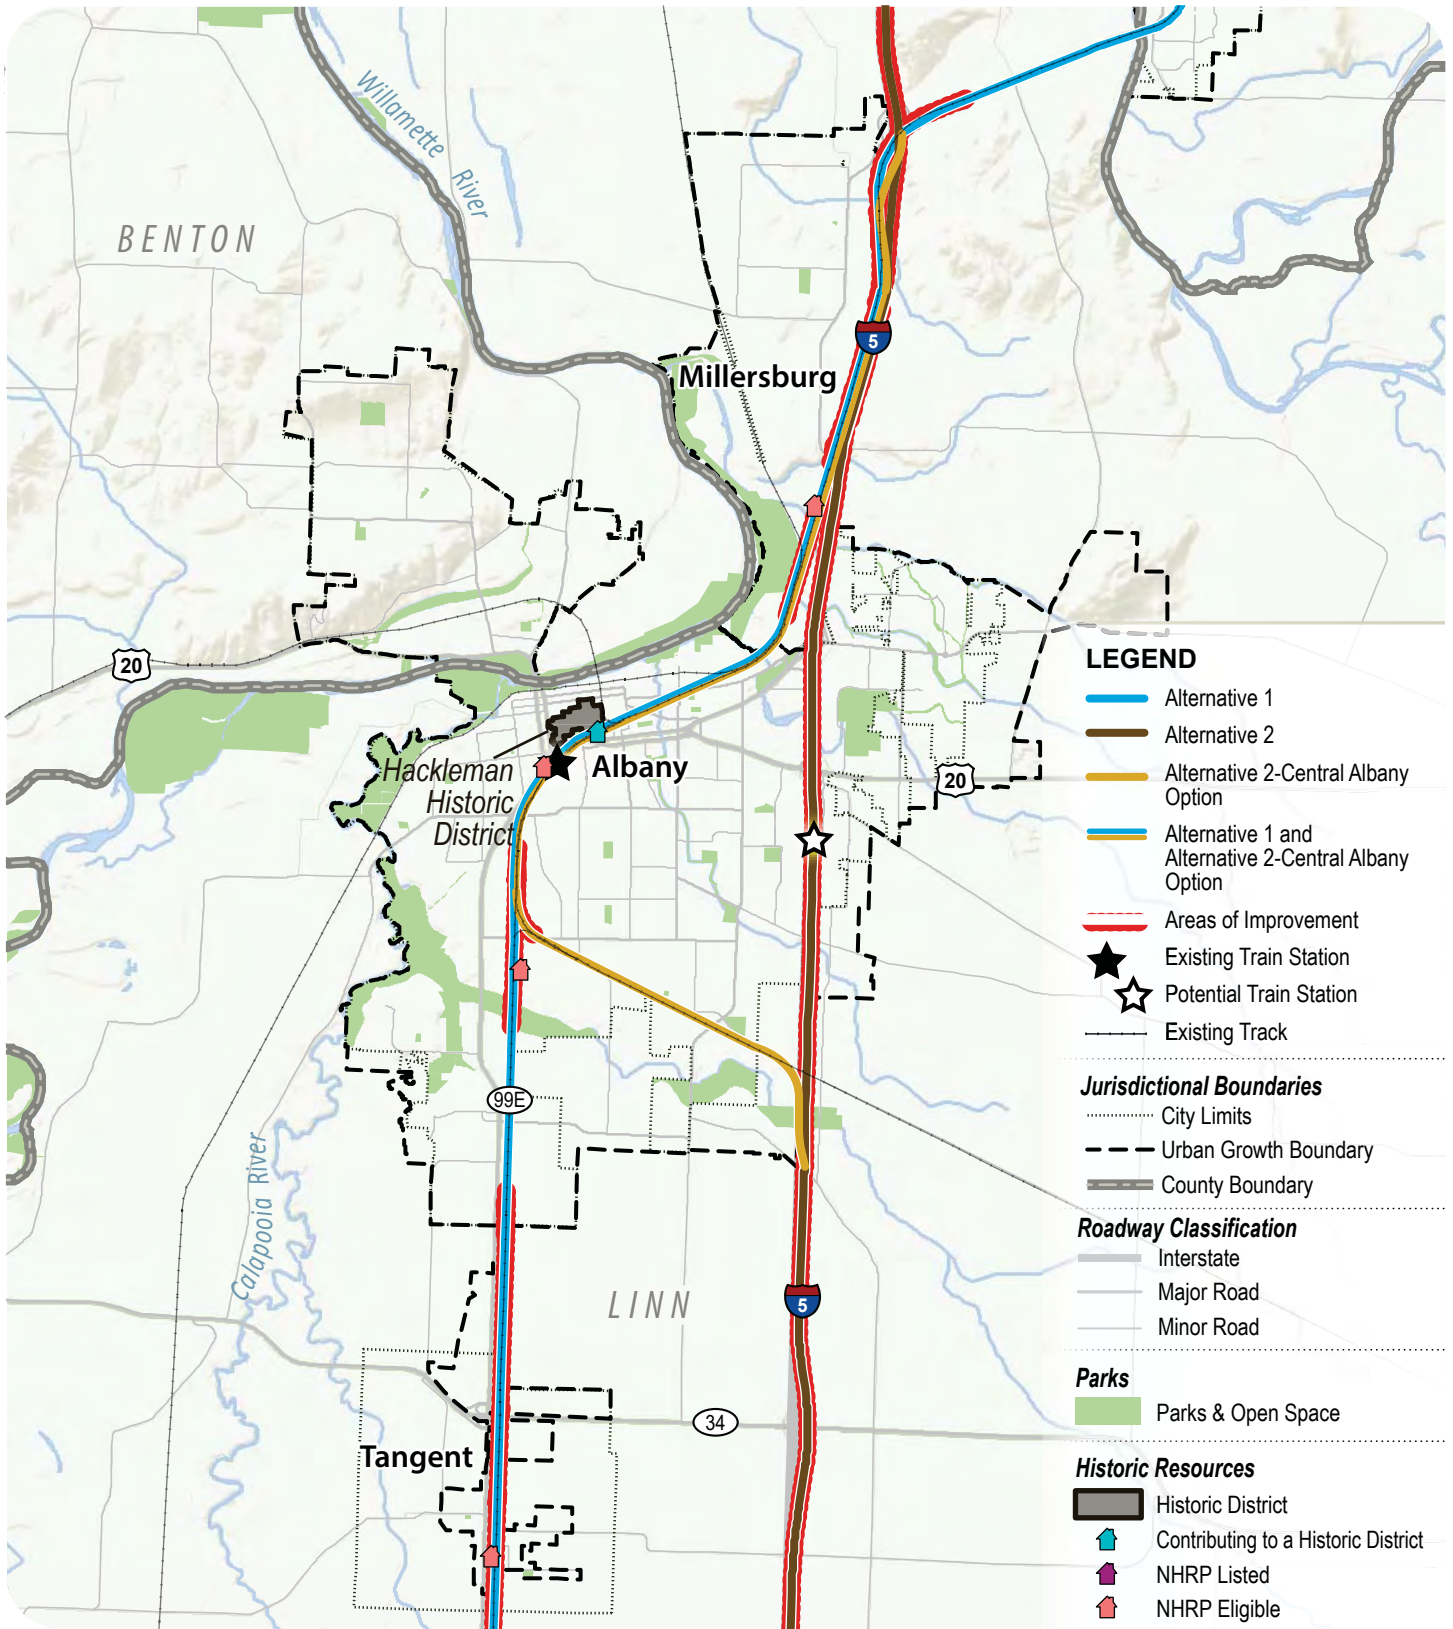 Willamette
River
BENTON
5
Millersburg
20
Hackleman
Historic
District
Albany
20
99E
Calapooia River
LINN
5
34
Tangent
LEGEND
Alternative 1
Alternative 2
Alternative 2-Central Albany
Option
Alternative 1 and
Alternative 2-Central Albany
Option
Areas of Improvement
Existing Train Station
Potential Train Station
Existing Track
Jurisdictional Boundaries
City Limits
Urban Growth Boundary
County Boundary
Roadway Classification
Interstate
Major Road
Minor Road
Parks
Parks & Open Space
Historic Resources
Historic District
Contributing to a Historic District
NHRP Listed
NHRP Eligible